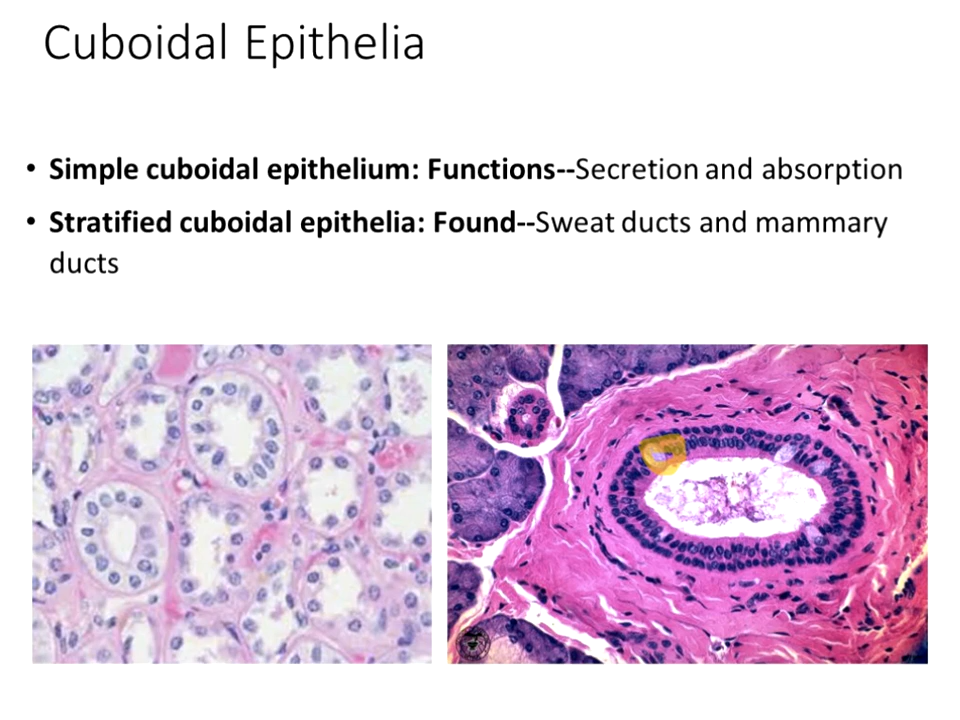 Cuboidal Epithelia
• Simple cuboidal epithelium: Functions--Secretion and absorption
• Stratified cuboidal epithelia: Found--Sweat ducts and mammary
ducts